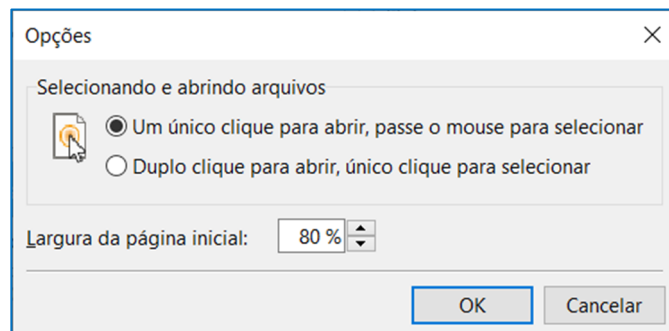 Opções
Selecionando e abrindo arquivos
Um único clique para abrir, passe o mouse para selecionar
Duplo clique para abrir, único clique para selecionar
Largura da página inicial: 80 %
OK Cancelar